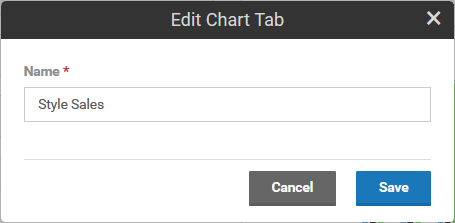 Edit Chart Tab ×
Name *
Style Sales
Cancel Save